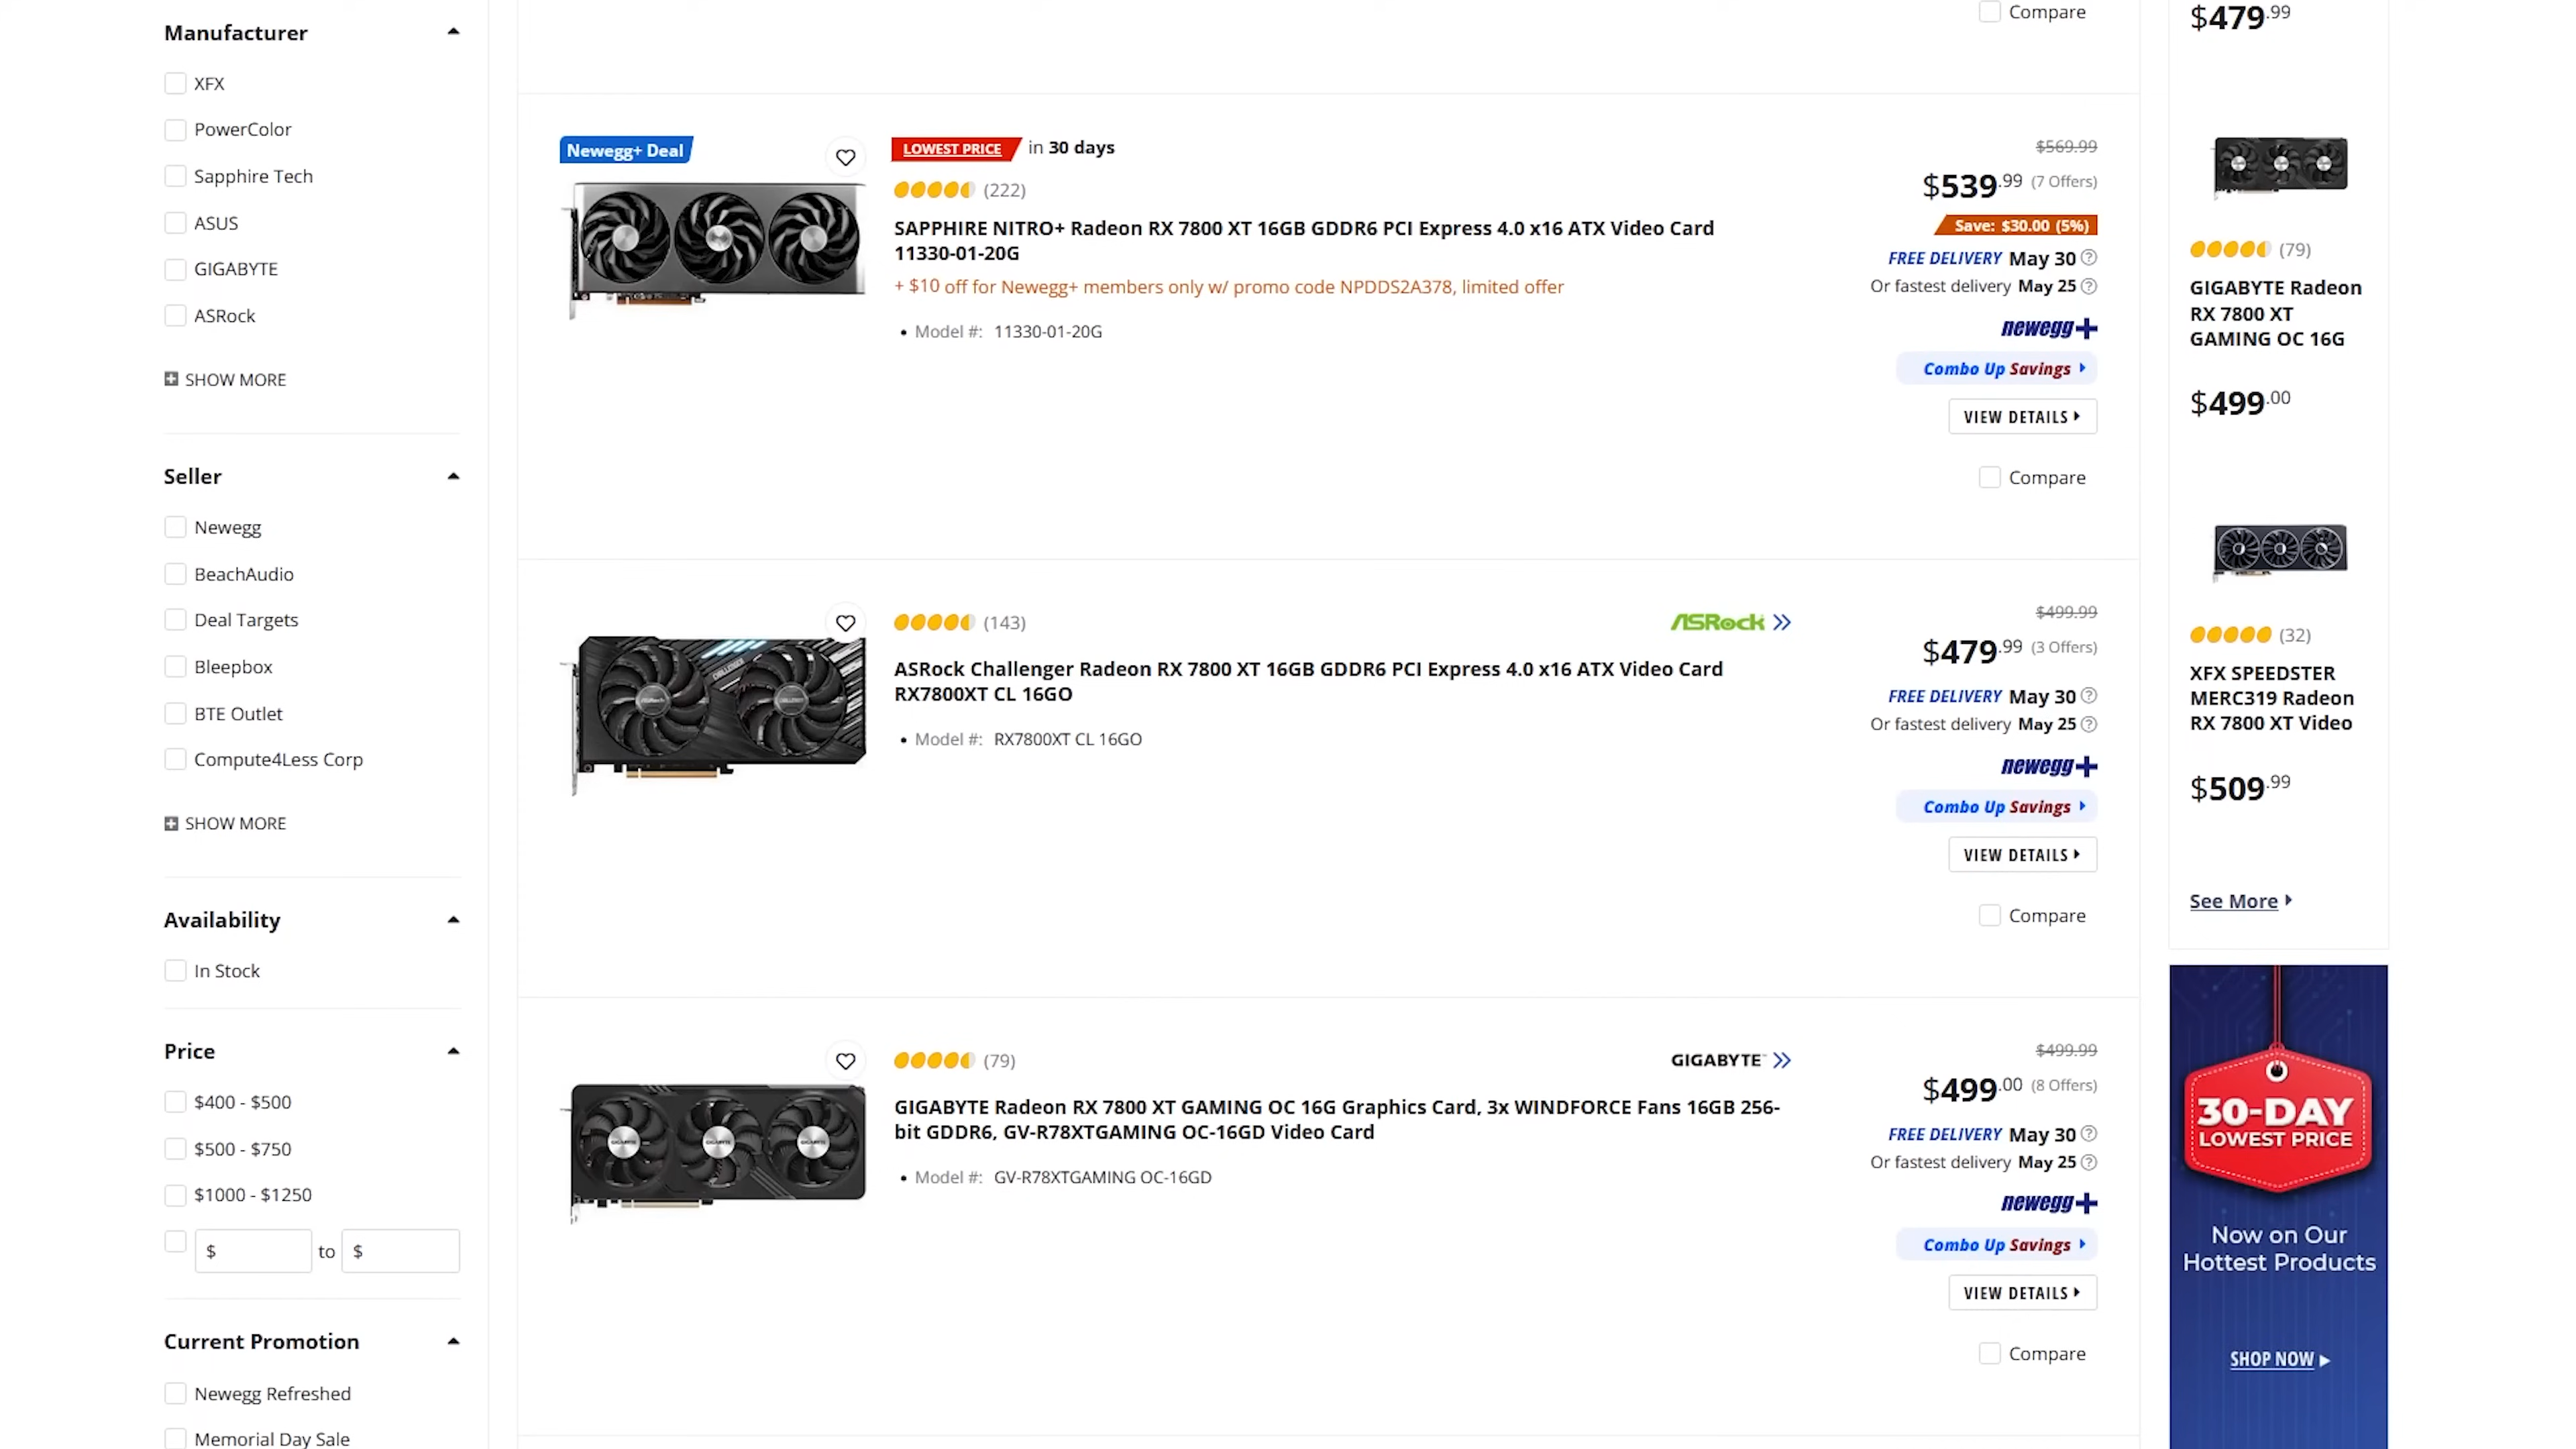 Manufacturer
XFX
PowerColor
Sapphire Tech
ASUS
GIGABYTE
ASRock
SHOW MORE
Seller
Newegg
BeachAudio
Deal Targets
Bleepbox
BTE Outlet
Compute4Less Corp
SHOW MORE
Availability
In Stock
Price
$400 - $500
$500 - $750
$1000 - $1250
$ to $
Current Promotion
Newegg Refreshed
Memorial Day Sale
Compare
Newegg+ Deal
LOWEST PRICE in 30 days
(222)
SAPPHIRE NITRO+ Radeon RX 7800 XT 16GB GDDR6 PCI Express 4.0 x16 ATX Video Card
11330-01-20G
+ $10 off for Newegg+ members only w/ promo code NPDDS2A378, limited offer
• Model #: 11330-01-20G
$569.99
$539.99 (7 Offers)
Save: $30.00 (5%)
FREE DELIVERY May 30
Or fastest delivery May 25
newegg+
Combo Up Savings
VIEW DETAILS
Compare
(143)
ASRock
ASRock Challenger Radeon RX 7800 XT 16GB GDDR6 PCI Express 4.0 x16 ATX Video Card
RX7800XT CL 16GO
• Model #: RX7800XT CL 16GO
$499.99
$479.99 (3 Offers)
FREE DELIVERY May 30
Or fastest delivery May 25
newegg+
Combo Up Savings
VIEW DETAILS
Compare
(79)
GIGABYTE
GIGABYTE Radeon RX 7800 XT GAMING OC 16G Graphics Card, 3x WINDFORCE Fans 16GB 256-
bit GDDR6, GV-R78XTGAMING OC-16GD Video Card
• Model #: GV-R78XTGAMING OC-16GD
$499.99
$499.00 (8 Offers)
FREE DELIVERY May 30
Or fastest delivery May 25
newegg+
Combo Up Savings
VIEW DETAILS
Compare
$479.99
(79)
GIGABYTE Radeon
RX 7800 XT
GAMING OC 16G
$499.00
(32)
XFX SPEEDSTER
MERC319 Radeon
RX 7800 XT Video
$509.99
See More
30-DAY
LOWEST PRICE
Now on Our
Hottest Products
SHOP NOW